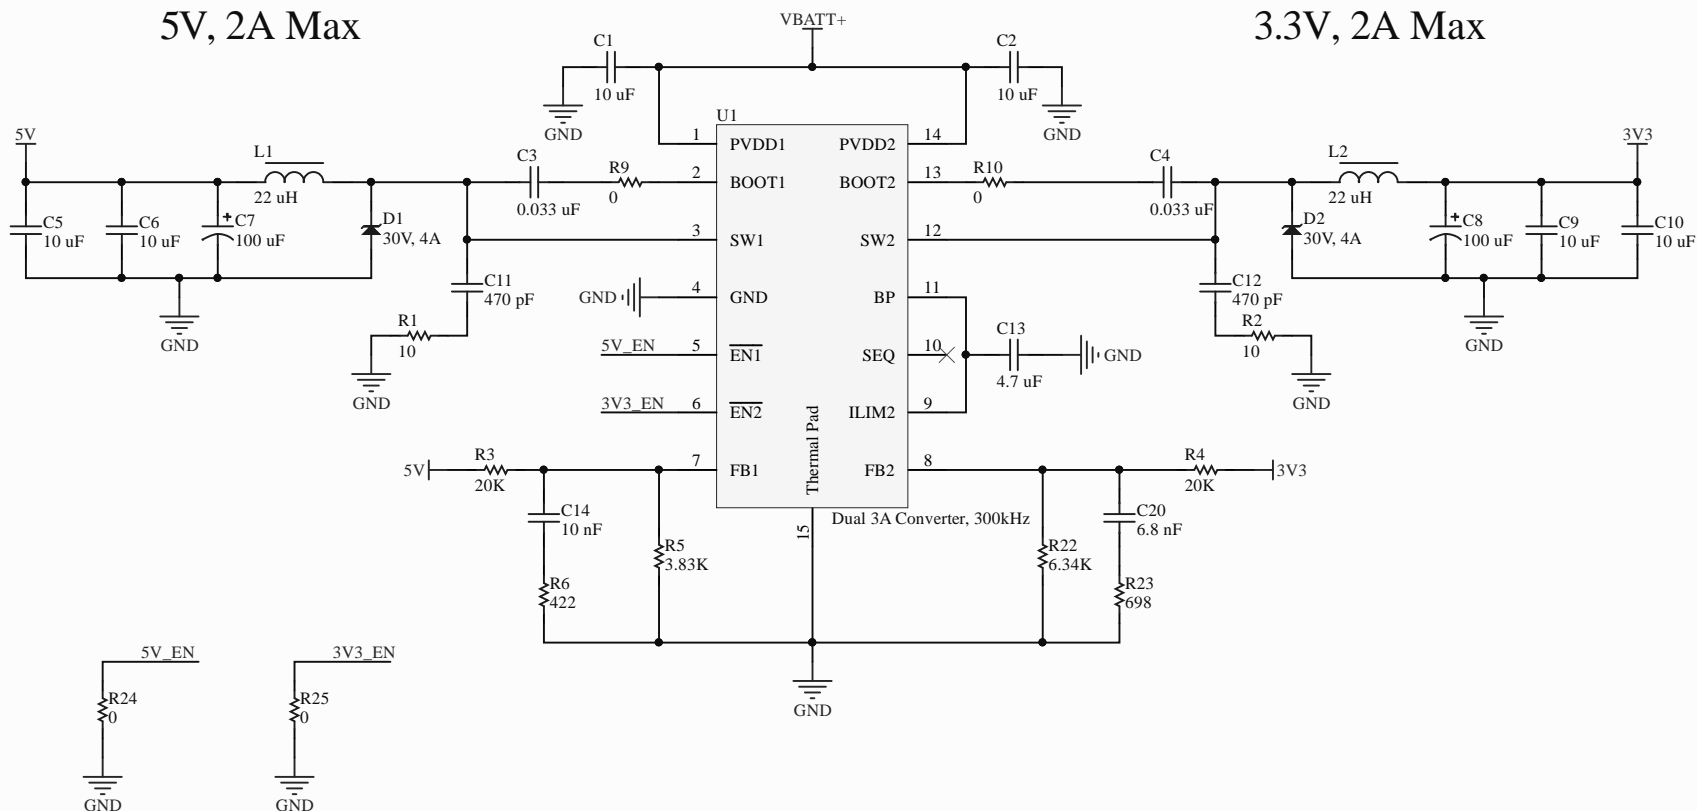 5V, 2A Max
3.3V, 2A Max
VBATT+
C1
10 uF
GND
C2
10 uF
GND
U1
1
PVDD1
PVDD2
14
2
BOOT1
BOOT2
13
3
SW1
SW2
12
4
GND
BP
11
5
EN1
SEQ
10
6
EN2
ILIM2
9
7
FB1
FB2
8
Thermal Pad
15
Dual 3A Converter, 300kHz
5V
L1
22 uH
C3
0.033 uF
R9
0
C5
10 uF
C6
10 uF
+
C7
100 uF
D1
30V, 4A
GND
C11
470 pF
R1
10
GND
GND
5V_EN
3V3_EN
R10
0
C4
0.033 uF
L2
22 uH
3V3
D2
30V, 4A
+
C8
100 uF
C9
10 uF
C10
10 uF
GND
C12
470 pF
R2
10
GND
C13
4.7 uF
GND
5V
R3
20K
C14
10 nF
R6
422
R5
3.83K
R4
20K
3V3
C20
6.8 nF
R22
6.34K
R23
698
GND
5V_EN
R24
0
GND
3V3_EN
R25
0
GND